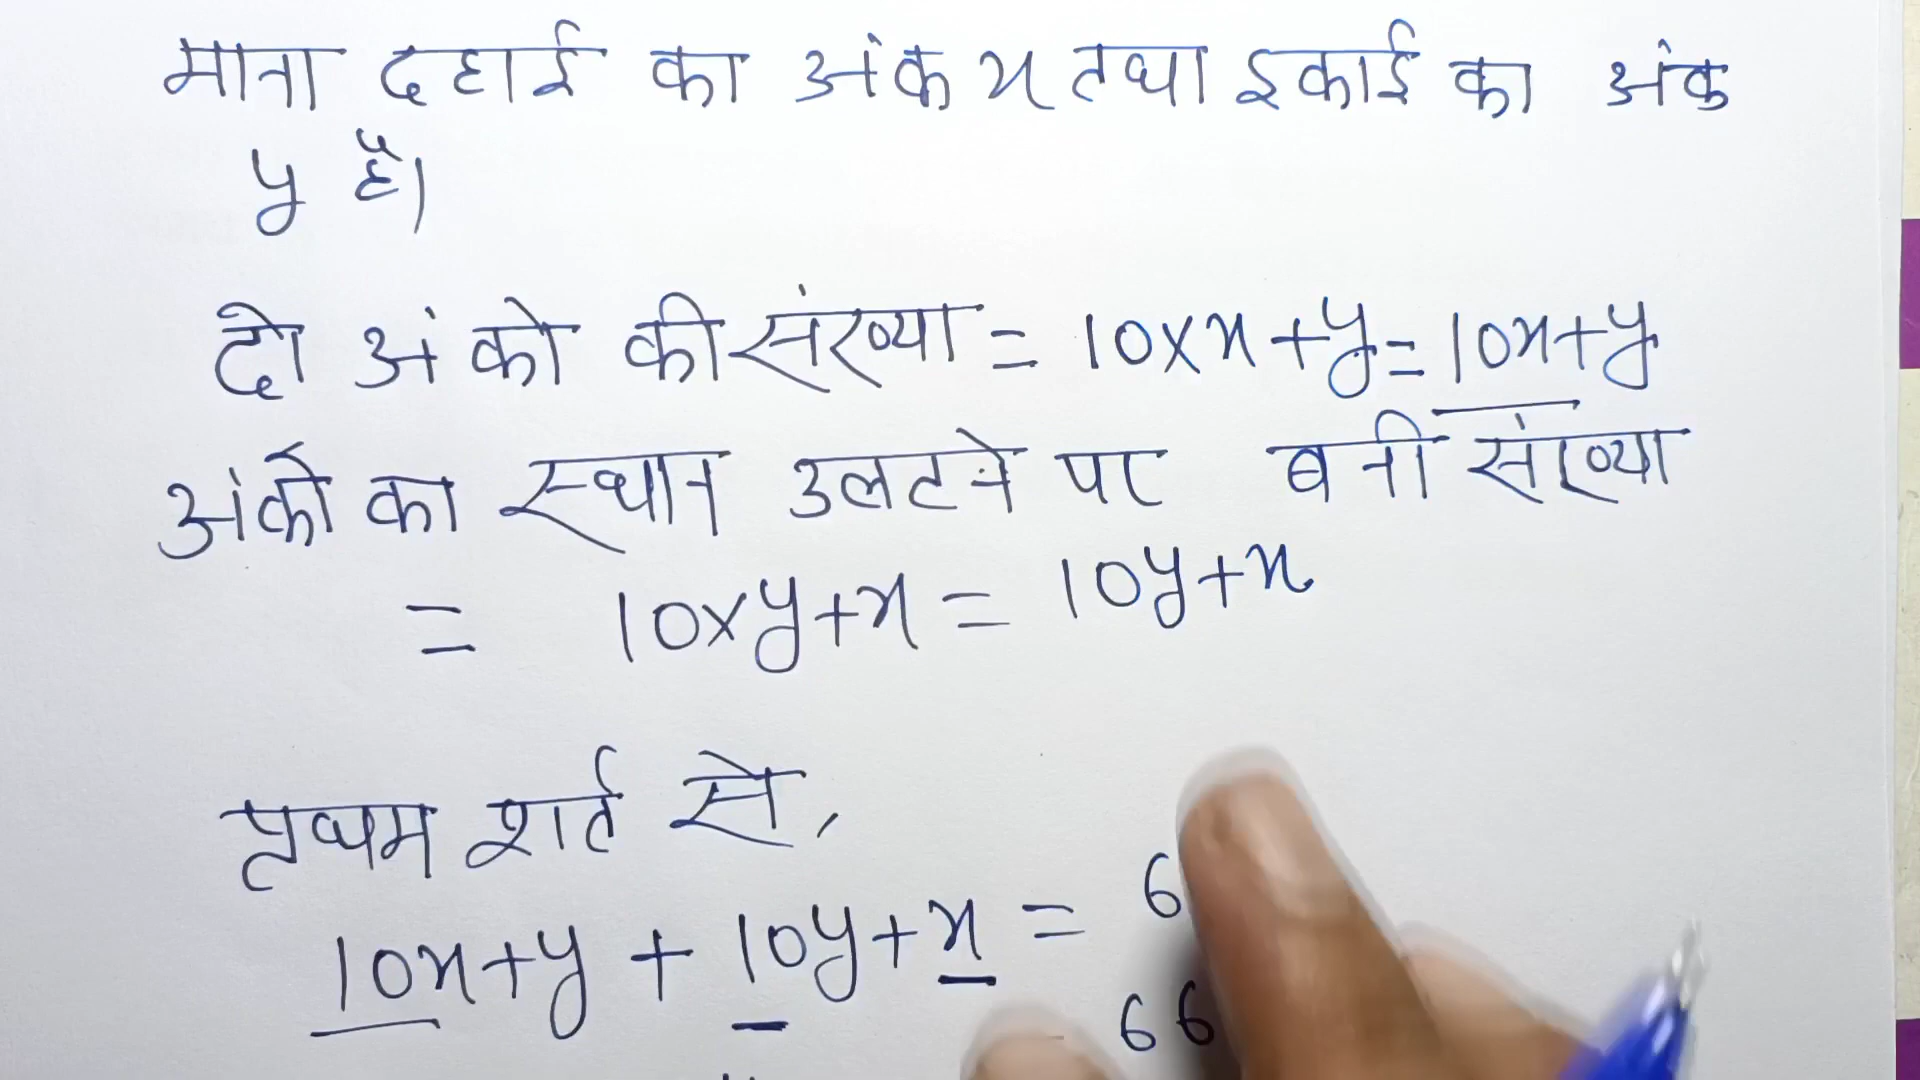 माना दहाई का अंक x तथा इकाई का अंक
y है।
दो अंको की संख्या = 10×x+y = 10x+y
अंको का स्थान उलटने पर बनी संख्या
= 10×y+x = 10y+x
प्रथम शर्त से,
10x+y + 10y+x = 6
66